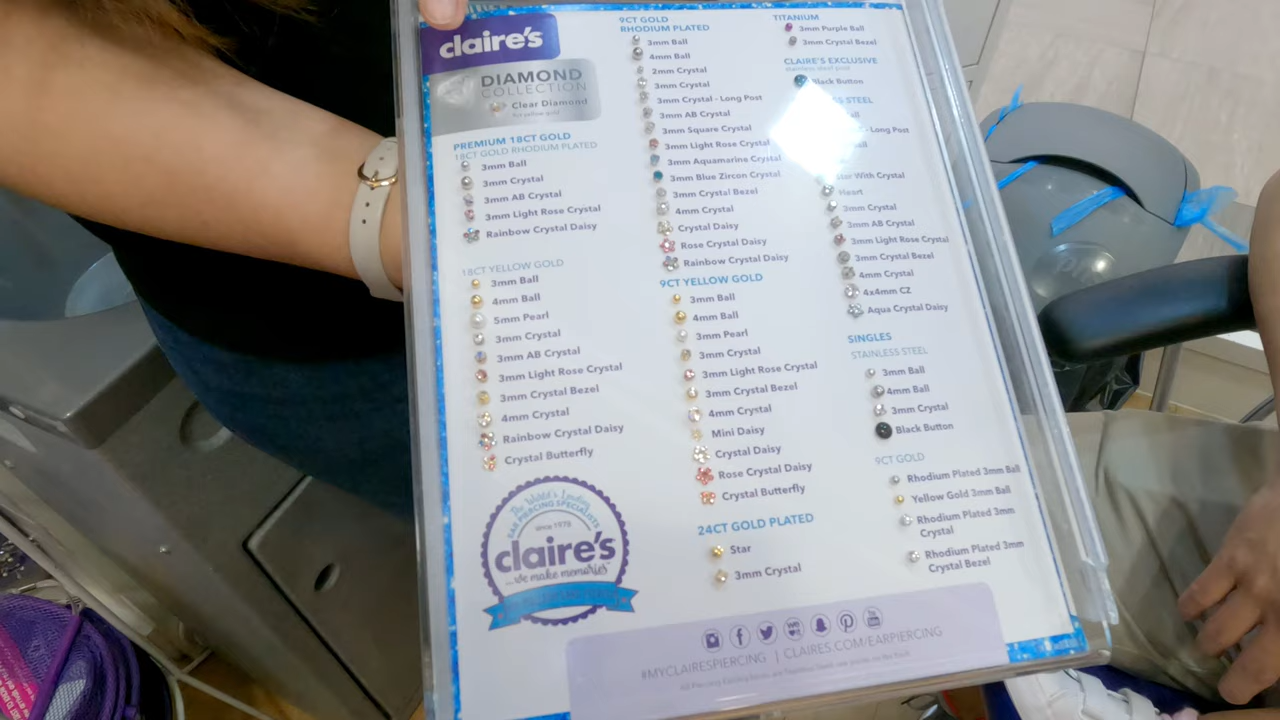 claire's
DIAMOND
COLLECTION
Clear Diamond
PREMIUM 18CT GOLD
18CT GOLD RHODIUM PLATED
3mm Ball
3mm Crystal
3mm AB Crystal
3mm Light Rose Crystal
Rainbow Crystal Daisy
18CT YELLOW GOLD
3mm Ball
4mm Ball
5mm Pearl
3mm Crystal
3mm AB Crystal
3mm Light Rose Crystal
3mm Crystal Bezel
4mm Crystal
Rainbow Crystal Daisy
Crystal Butterfly
The World's Leading
EAR PIERCING SPECIALISTS
since 1978
claire's
...we make memories
9CT GOLD
RHODIUM PLATED
3mm Ball
4mm Ball
2mm Crystal
3mm Crystal
3mm Crystal - Long Post
3mm AB Crystal
3mm Square Crystal
3mm Light Rose Crystal
3mm Aquamarine Crystal
3mm Blue Zircon Crystal
3mm Crystal Bezel
4mm Crystal
Crystal Daisy
Rose Crystal Daisy
Rainbow Crystal Daisy
9CT YELLOW GOLD
3mm Ball
4mm Ball
3mm Pearl
3mm Crystal
3mm Light Rose Crystal
3mm Crystal Bezel
4mm Crystal
Mini Daisy
Crystal Daisy
Rose Crystal Daisy
Crystal Butterfly
24CT GOLD PLATED
Star
3mm Crystal
TITANIUM
3mm Purple Ball
3mm Crystal Bezel
CLAIRE'S EXCLUSIVE
stainless steel post
Black Button
STEEL
- Long Post
Star With Crystal
Heart
3mm Crystal
3mm AB Crystal
3mm Light Rose Crystal
3mm Crystal Bezel
4mm Crystal
4x4mm CZ
Aqua Crystal Daisy
SINGLES
STAINLESS STEEL
3mm Ball
4mm Ball
3mm Crystal
Black Button
9CT GOLD
Rhodium Plated 3mm Ball
Yellow Gold 3mm Ball
Rhodium Plated 3mm
Crystal
Rhodium Plated 3mm
Crystal Bezel
#MYCLAIRESPIERCING | CLAIRES.COM/EARPIERCING